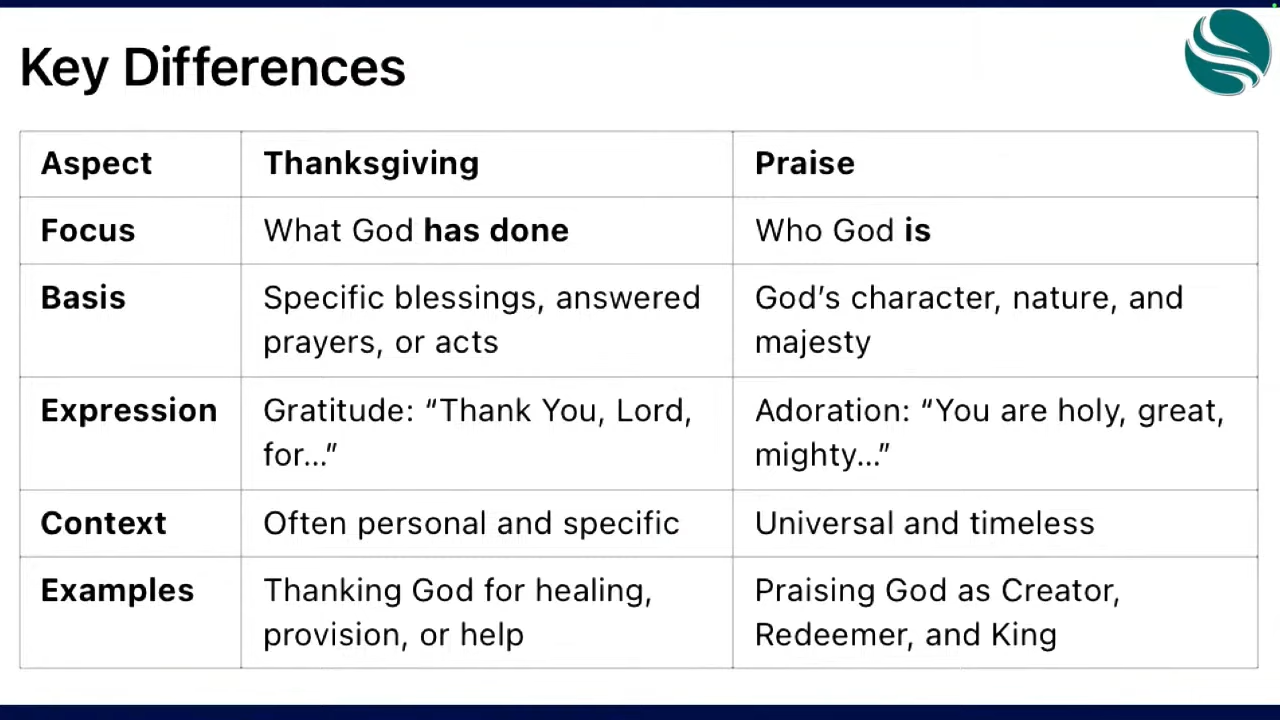 Key Differences
Aspect Thanksgiving Praise
Focus What God has done Who God is
Basis Specific blessings, answered God’s character, nature, and
prayers, or acts majesty
Expression Gratitude: “Thank You, Lord, Adoration: “You are holy, great,
for...” mighty...”
Context Often personal and specific Universal and timeless
Examples Thanking God for healing, Praising God as Creator,
provision, or help Redeemer, and King